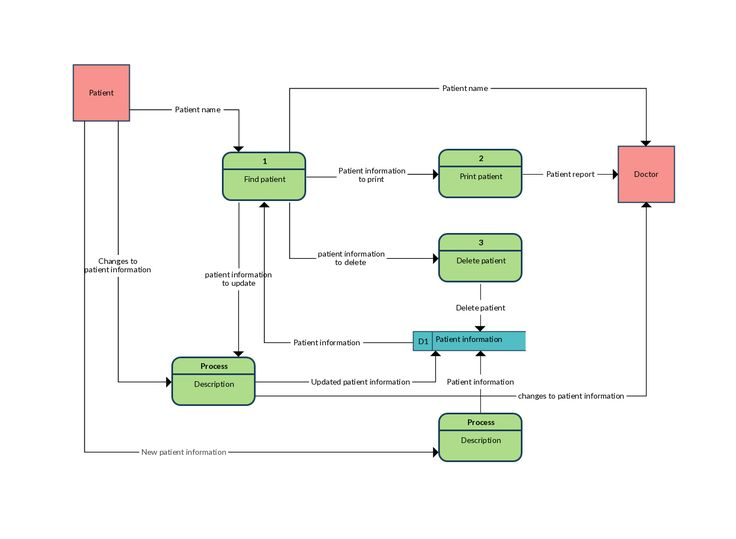 Patient
Patient name
Patient name
1
Find patient
Patient information
to print
2
Print patient
Patient report
Doctor
3
Delete patient
Changes to
patient information
patient information
to update
patient information
to delete
Delete patient
D1
Patient information
Patient information
Process
Description
Updated patient information
Patient information
changes to patient information
Process
Description
New patient information